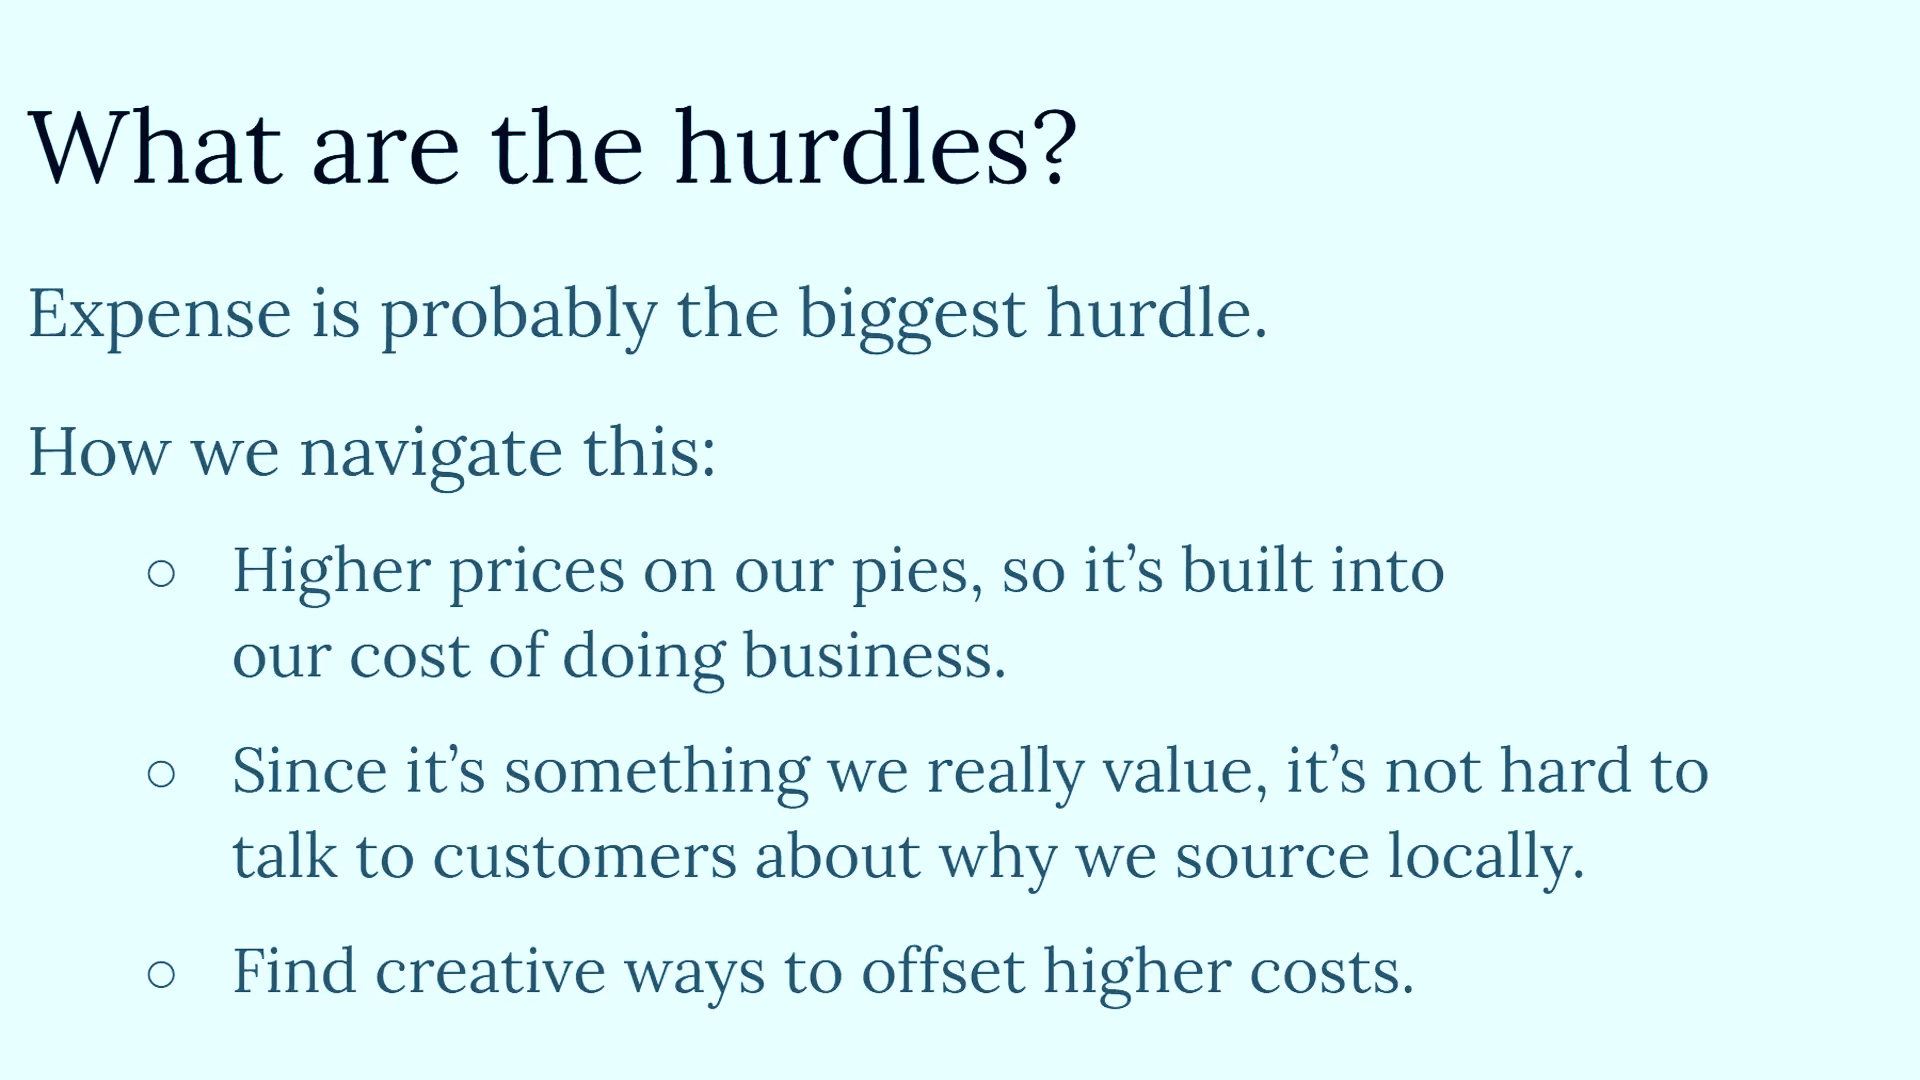 What are the hurdles?
Expense is probably the biggest hurdle.
How we navigate this:
○ Higher prices on our pies, so it’s built into
our cost of doing business.
○ Since it’s something we really value, it’s not hard to
talk to customers about why we source locally.
○ Find creative ways to offset higher costs.